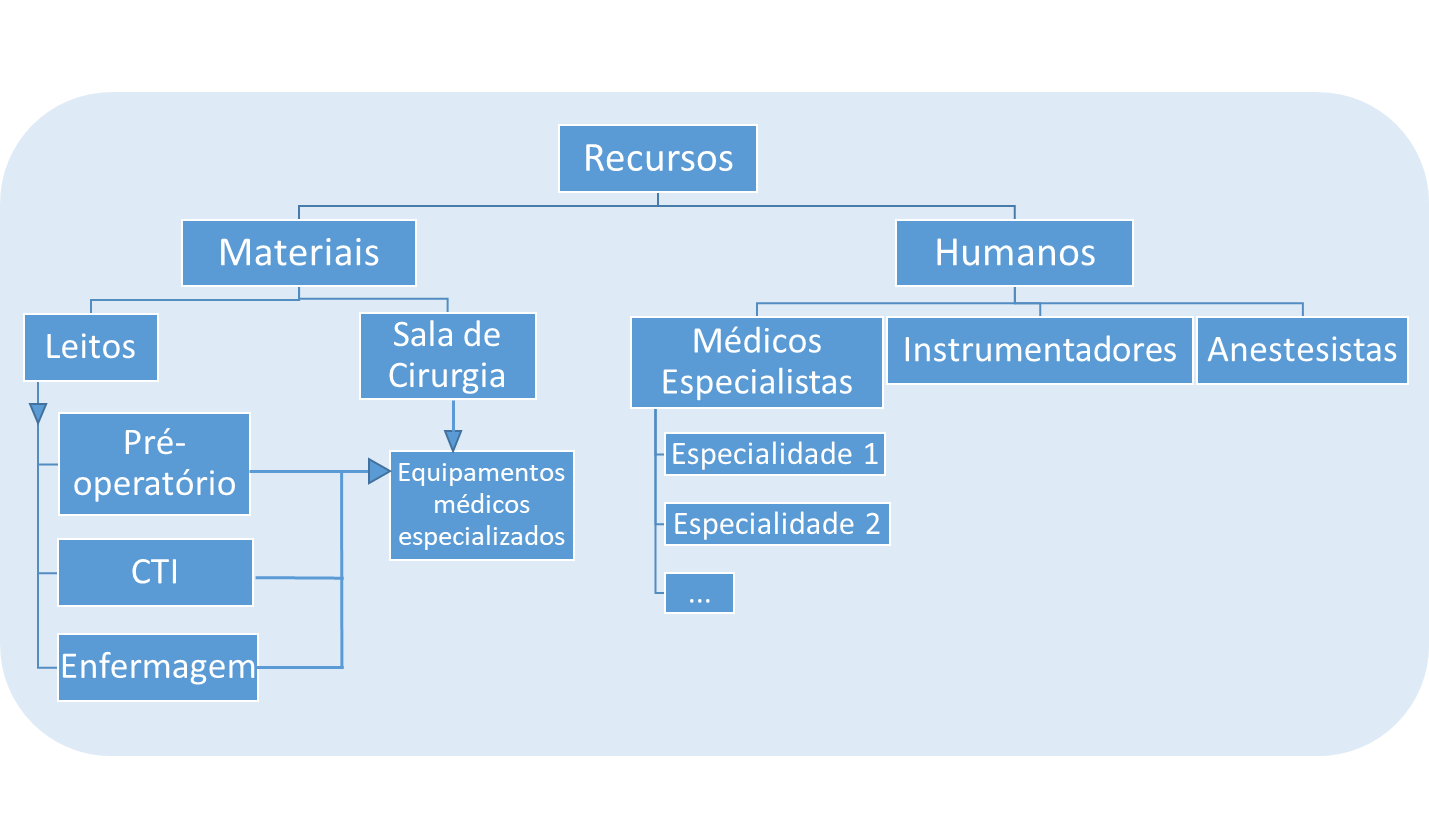 Recursos
Materiais
Humanos
Leitos
Sala de
Cirurgia
Médicos
Especialistas
Instrumentadores
Anestesistas
Pré-
operatório
Equipamentos
médicos
especializados
CTI
Enfermagem
Especialidade 1
Especialidade 2
...